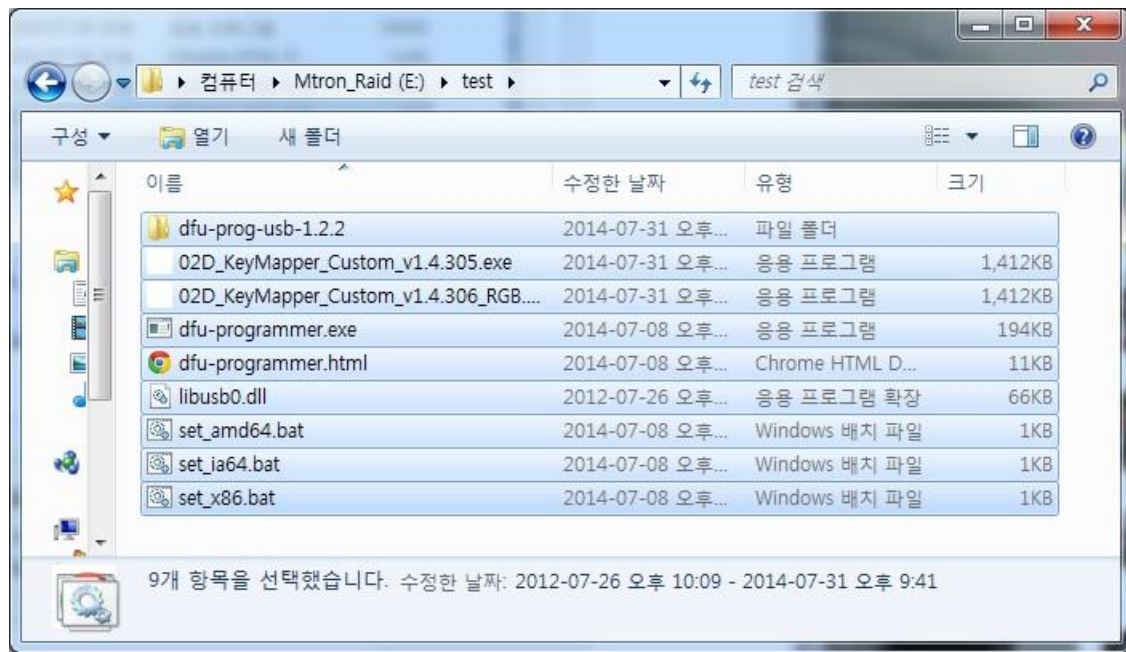 컴퓨터 ▸ Mtron_Raid (E:) ▸ test ▸ test 검색
구성 열기 새 폴더
이름 수정한 날짜 유형 크기
dfu-prog-usb-1.2.2 2014-07-31 오후... 파일 폴더
02D_KeyMapper_Custom_v1.4.305.exe 2014-07-31 오후... 응용 프로그램 1,412KB
02D_KeyMapper_Custom_v1.4.306_RGB.... 2014-07-31 오후... 응용 프로그램 1,412KB
dfu-programmer.exe 2014-07-08 오후... 응용 프로그램 194KB
dfu-programmer.html 2014-07-08 오후... Chrome HTML D... 11KB
libusb0.dll 2012-07-26 오후... 응용 프로그램 확장 66KB
set_amd64.bat 2014-07-08 오후... Windows 배치 파일 1KB
set_ia64.bat 2014-07-08 오후... Windows 배치 파일 1KB
set_x86.bat 2014-07-08 오후... Windows 배치 파일 1KB
9개 항목을 선택했습니다. 수정한 날짜: 2012-07-26 오후 10:09 - 2014-07-31 오후 9:41